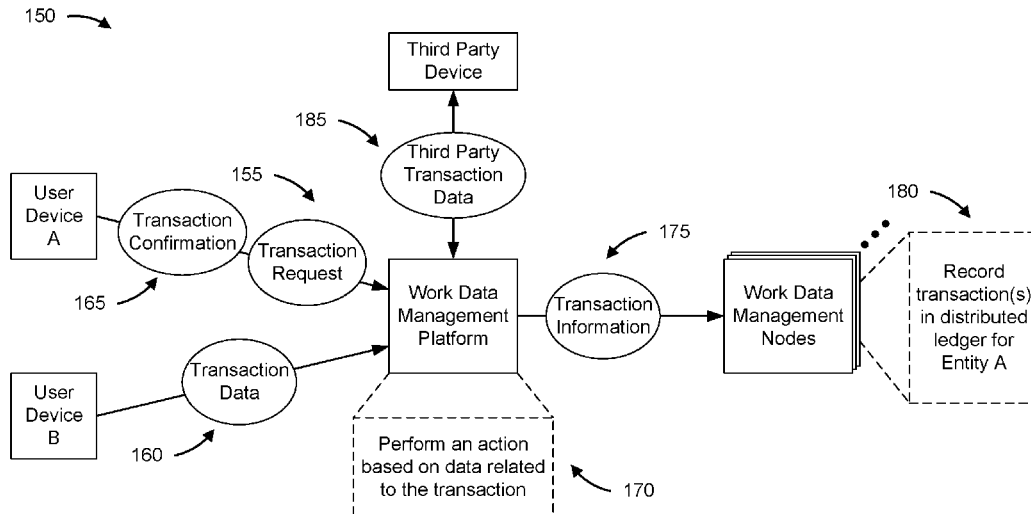 150
Third Party
Device
185
Third Party
Transaction
Data
155
User
Device
A
Transaction
Confirmation
Transaction
Request
165
Work Data
Management
Platform
175
Transaction
Information
Work Data
Management
Nodes
180
Record
transaction(s)
in distributed
ledger for
Entity A
User
Device
B
Transaction
Data
160
Perform an action
based on data related
to the transaction
170